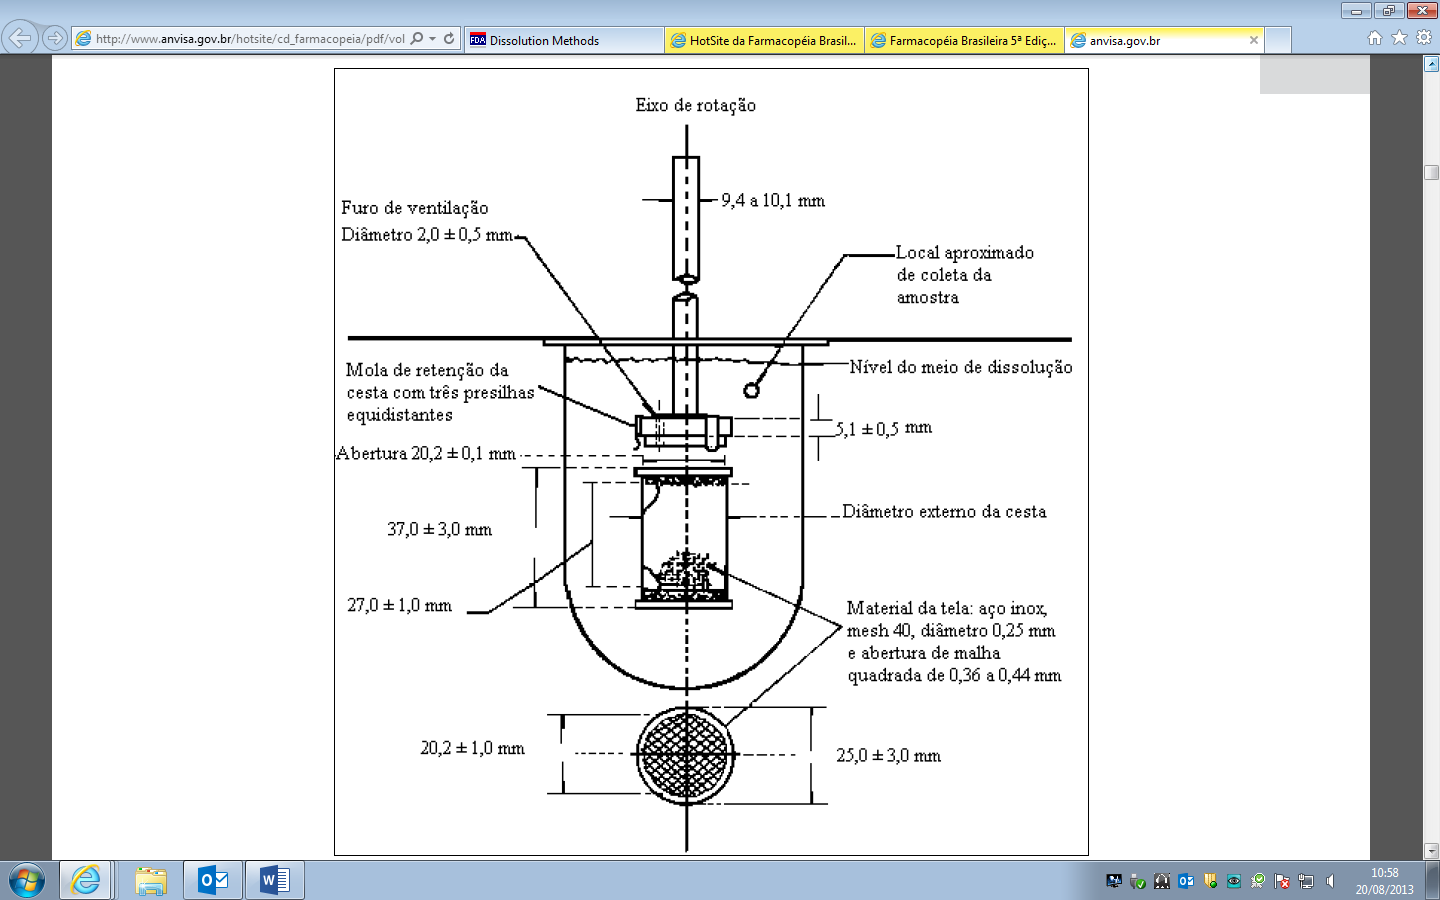 http://www.anvisa.gov.br/hotsite/cd_farmacopeia/pdf/vol
FDA Dissolution Methods
HotSite da Farmacopéia Brasil...
Farmacopéia Brasileira 5ª Ediç...
anvisa.gov.br
Eixo de rotação
9,4 a 10,1 mm
Furo de ventilação
Diâmetro 2,0 ± 0,5 mm
Local aproximado
de coleta da
amostra
Nível do meio de dissolução
Mola de retenção da
cesta com três presilhas
equidistantes
5,1 ± 0,5 mm
Abertura 20,2 ± 0,1 mm
Diâmetro externo da cesta
37,0 ± 3,0 mm
27,0 ± 1,0 mm
Material da tela: aço inox,
mesh 40, diâmetro 0,25 mm
e abertura de malha
quadrada de 0,36 a 0,44 mm
20,2 ± 1,0 mm
25,0 ± 3,0 mm
10:58
20/08/2013